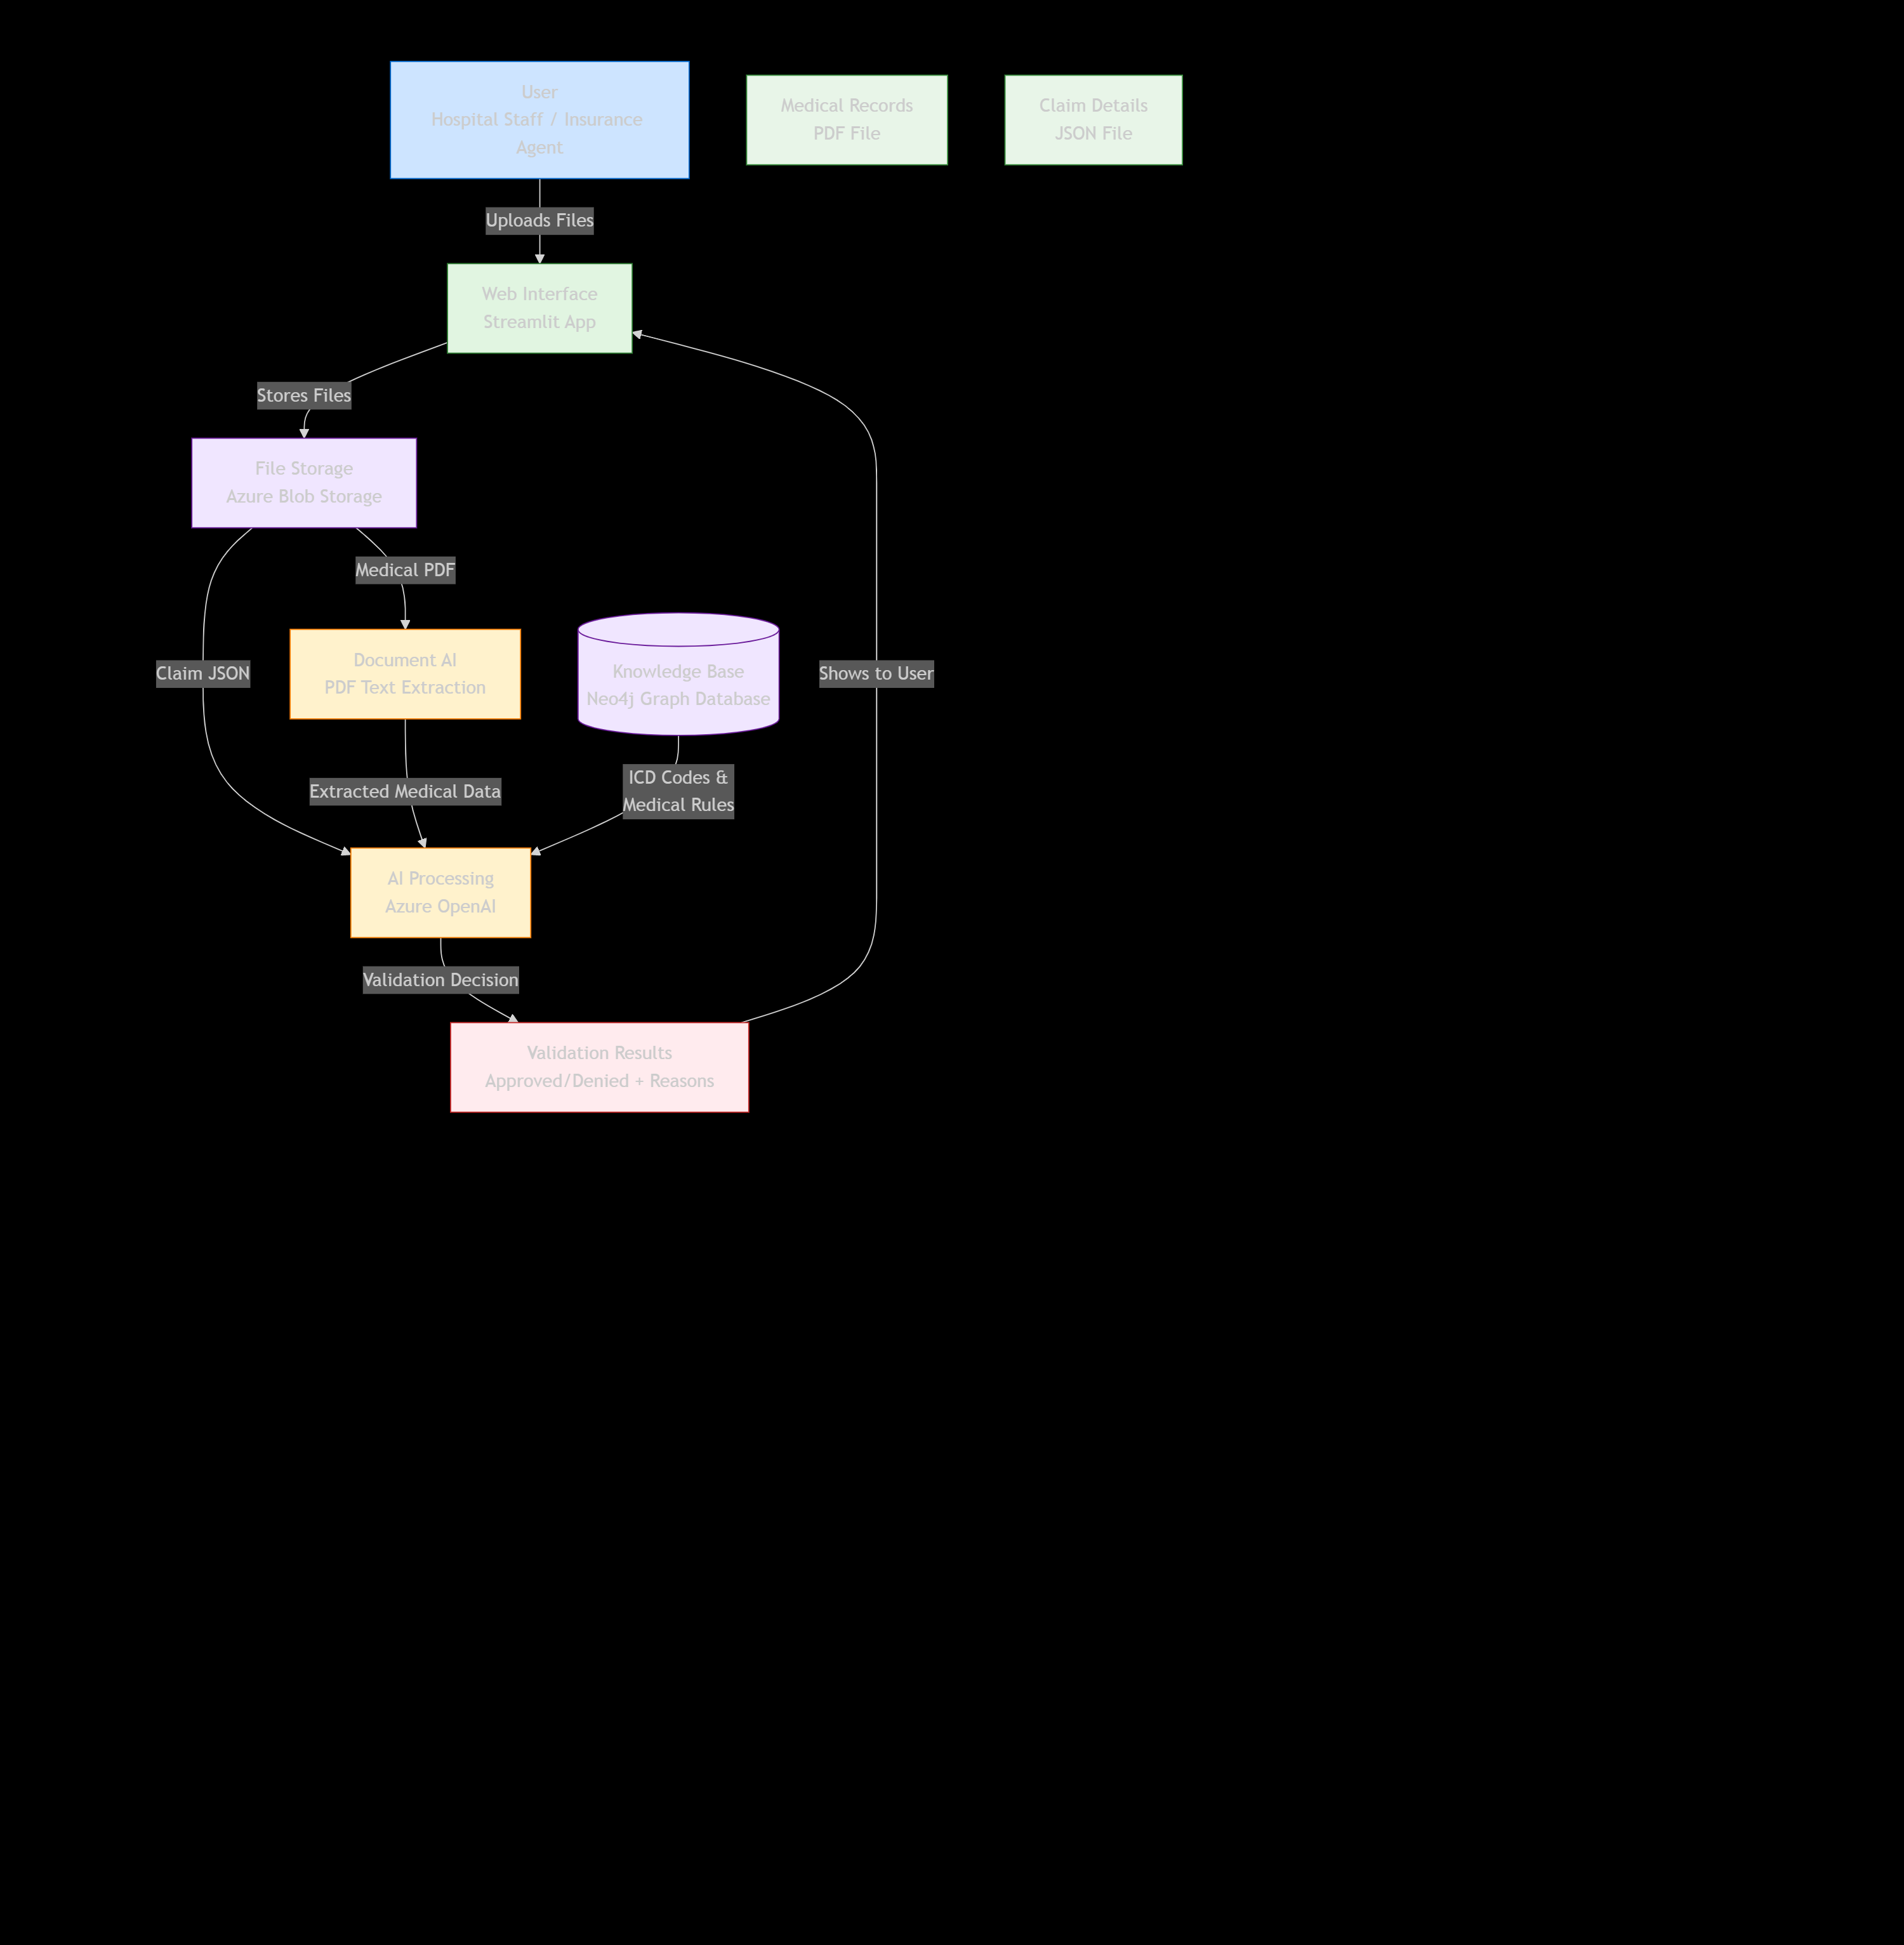 User
Hospital Staff / Insurance
Agent
Medical Records
PDF File
Claim Details
JSON File
Uploads Files
Web Interface
Streamlit App
Stores Files
File Storage
Azure Blob Storage
Medical PDF
Claim JSON
Document AI
PDF Text Extraction
Knowledge Base
Neo4j Graph Database
Shows to User
Extracted Medical Data
ICD Codes &
Medical Rules
AI Processing
Azure OpenAI
Validation Decision
Validation Results
Approved/Denied + Reasons